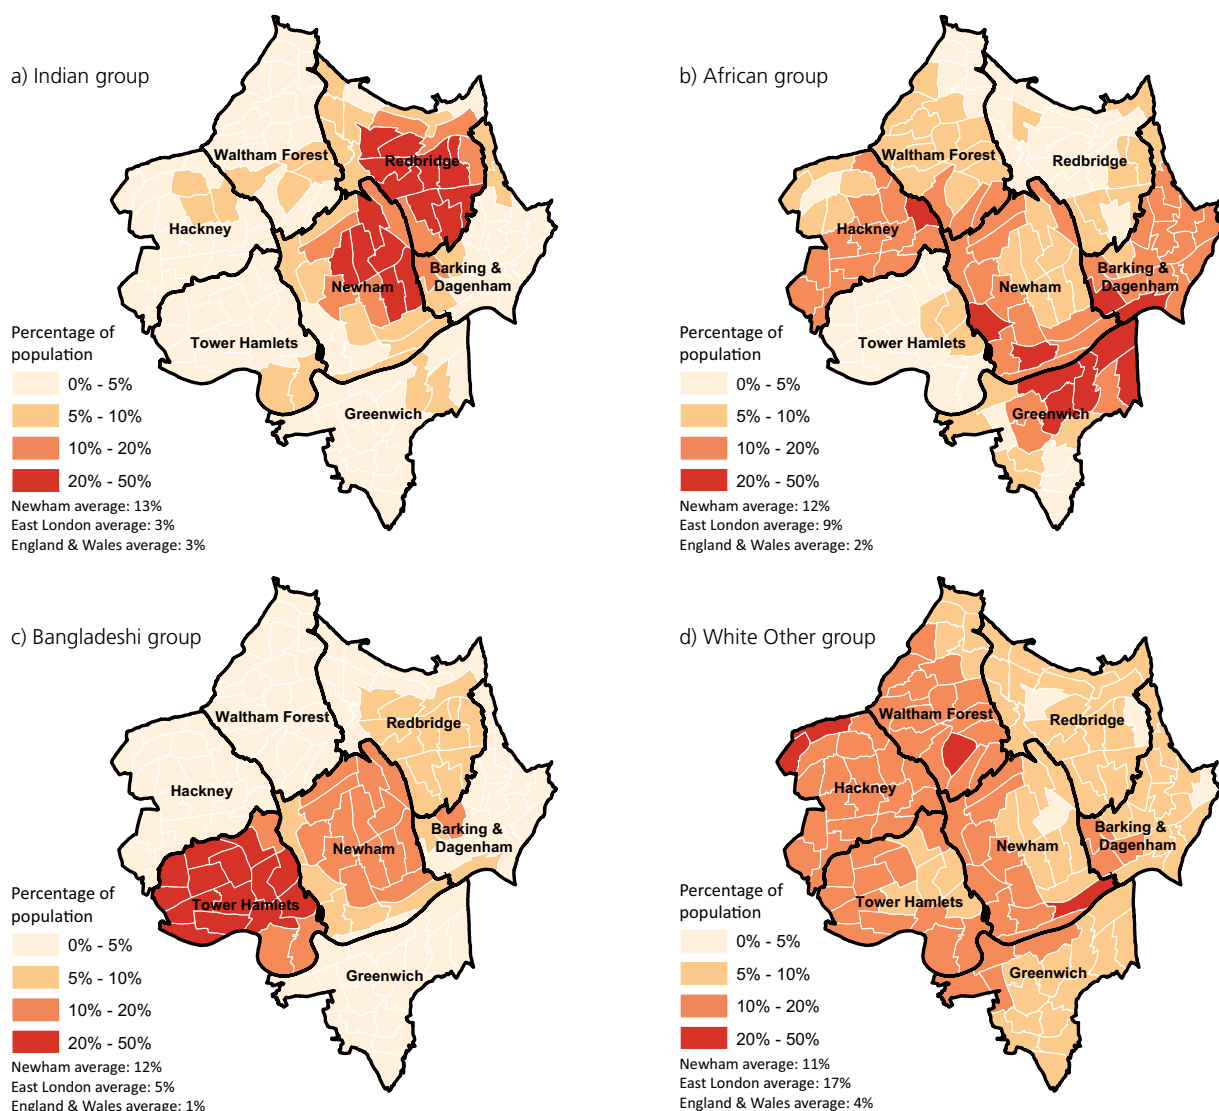 a) Indian group
Waltham Forest
Redbridge
Hackney
Barking &
Dagenham
Newham
Tower Hamlets
Greenwich
Percentage of
population
0% - 5%
5% - 10%
10% - 20%
20% - 50%
Newham average: 13%
East London average: 3%
England & Wales average: 3%
b) African group
Waltham Forest
Redbridge
Hackney
Barking &
Dagenham
Newham
Tower Hamlets
Greenwich
Percentage of
population
0% - 5%
5% - 10%
10% - 20%
20% - 50%
Newham average: 12%
East London average: 9%
England & Wales average: 2%
c) Bangladeshi group
Waltham Forest
Redbridge
Hackney
Barking &
Dagenham
Newham
Tower Hamlets
Greenwich
Percentage of
population
0% - 5%
5% - 10%
10% - 20%
20% - 50%
Newham average: 12%
East London average: 5%
England & Wales average: 1%
d) White Other group
Waltham Forest
Redbridge
Hackney
Barking &
Dagenham
Newham
Tower Hamlets
Greenwich
Percentage of
population
0% - 5%
5% - 10%
10% - 20%
20% - 50%
Newham average: 11%
East London average: 17%
England & Wales average: 4%